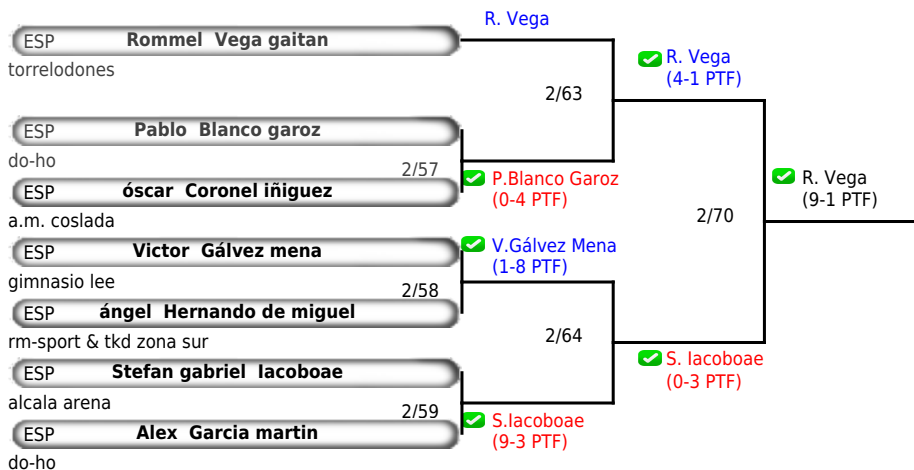 R. Vega
ESP Rommel Vega gaitan
torrelodones
R. Vega
(4-1 PTF)
2/63
ESP Pablo Blanco garoz
do-ho
2/57
P.Blanco Garoz
(0-4 PTF)
ESP óscar Coronel iñiguez
a.m. coslada
R. Vega
(9-1 PTF)
2/70
ESP Victor Gálvez mena
gimnasio lee
V.Gálvez Mena
(1-8 PTF)
2/58
ESP ángel Hernando de miguel
rm-sport & tkd zona sur
2/64
ESP Stefan gabriel Iacoboae
alcala arena
S. Iacoboae
(0-3 PTF)
2/59
S.Iacoboae
(9-3 PTF)
ESP Alex Garcia martin
do-ho